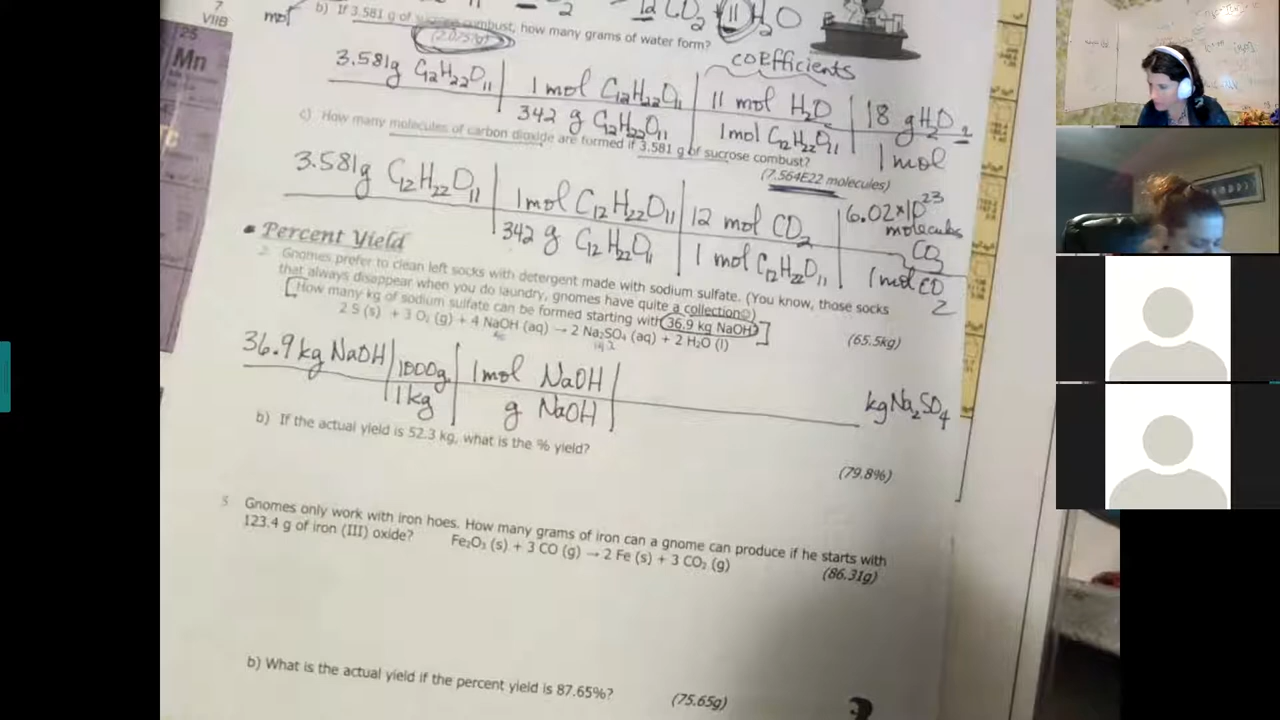 7
VIIB
25
Mn
mol
12 CO2 + 11 H2O
b) If 3.581 g of sucrose combust, how many grams of water form?
(2.075g)
coefficients
3.581g C12H22O11 | 1 mol C12H22O11 | 11 mol H2O | 18 g H2O
342 g C12H22O11 | 1 mol C12H22O11 | 1 mol
c) How many molecules of carbon dioxide are formed if 3.581 g of sucrose combust?
(7.564E22 molecules)
3.581g C12H22O11 | 1 mol C12H22O11 | 12 mol CO2 | 6.02×10^23 molecules CO2
342 g C12H22O11 | 1 mol C12H22O11 | 1 mol CO2
▪ Percent Yield
2. Gnomes prefer to clean left socks with detergent made with sodium sulfate. (You know, those socks
that always disappear when you do laundry, gnomes have quite a collection☺)
[How many kg of sodium sulfate can be formed starting with 36.9 kg NaOH?]
2 S (s) + 3 O2 (g) + 4 NaOH (aq) → 2 Na2SO4 (aq) + 2 H2O (l)
(65.5kg)
36.9 kg NaOH | 1000g | 1 mol NaOH |
1 kg | g NaOH | kg Na2SO4
b) If the actual yield is 52.3 kg, what is the % yield?
(79.8%)
Gnomes only work with iron hoes. How many grams of iron can a gnome can produce if he starts with
123.4 g of iron (III) oxide? Fe2O3 (s) + 3 CO (g) → 2 Fe (s) + 3 CO2 (g)
(86.31g)
b) What is the actual yield if the percent yield is 87.65%?
(75.65g)